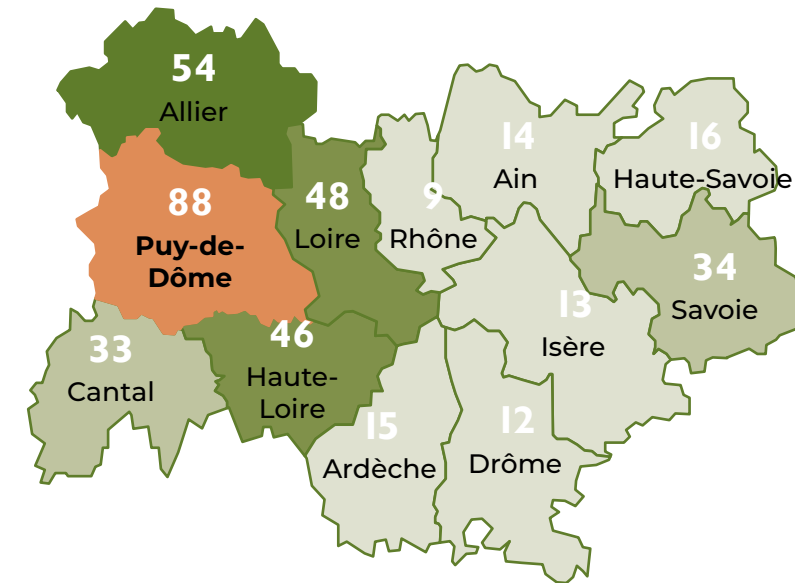 54
Allier
14
Ain
16
Haute-Savoie
88
Puy-de-
Dôme
48
Loire
9
Rhône
34
Savoie
33
Cantal
46
Haute-
Loire
13
Isère
15
Ardèche
12
Drôme